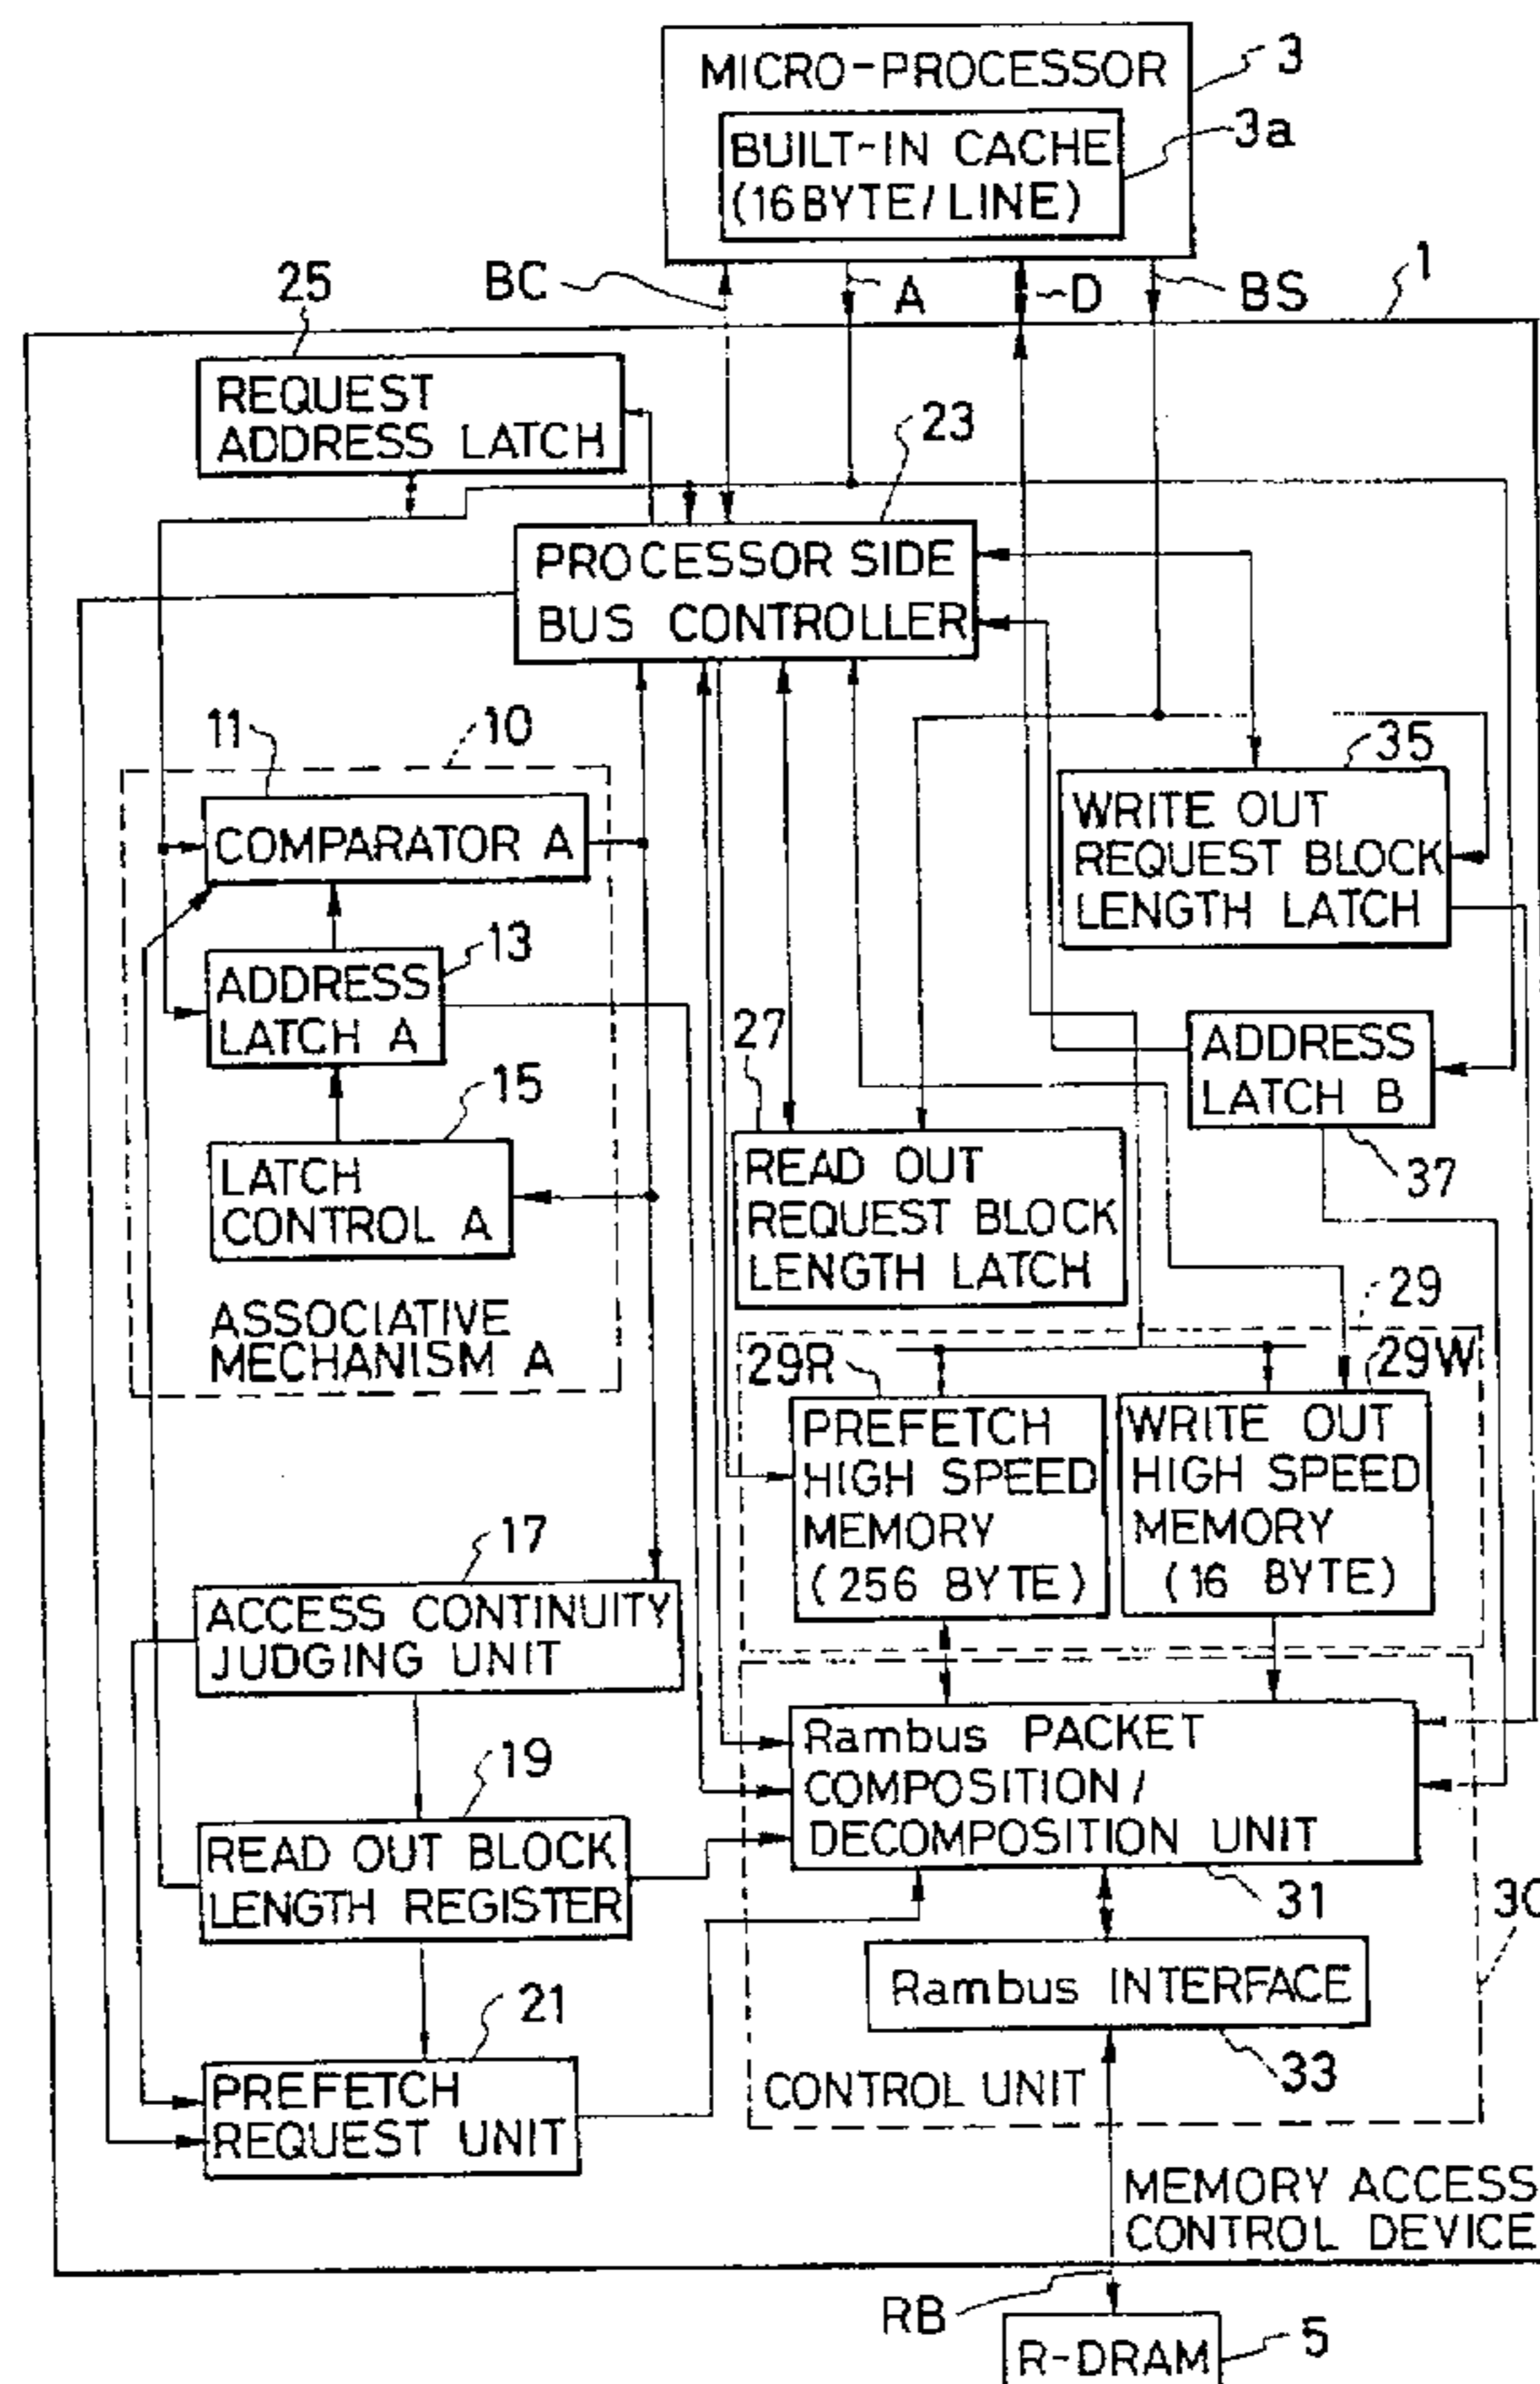 MICRO-PROCESSOR
3
BUILT-IN CACHE
(16BYTE/LINE)
3a
25
BC
A
D
BS
1
REQUEST
ADDRESS LATCH
23
PROCESSOR SIDE
BUS CONTROLLER
11
10
35
COMPARATOR A
WRITE OUT
REQUEST BLOCK
LENGTH LATCH
13
ADDRESS
LATCH A
27
ADDRESS
LATCH B
37
15
LATCH
CONTROL A
READ OUT
REQUEST BLOCK
LENGTH LATCH
ASSOCIATIVE
MECHANISM A
29
29R
29W
PREFETCH
HIGH SPEED
MEMORY
(256 BYTE)
WRITE OUT
HIGH SPEED
MEMORY
(16 BYTE)
17
ACCESS CONTINUITY
JUDGING UNIT
Rambus PACKET
COMPOSITION/
DECOMPOSITION UNIT
19
READ OUT BLOCK
LENGTH REGISTER
31
30
Rambus INTERFACE
21
33
PREFETCH
REQUEST UNIT
CONTROL UNIT
MEMORY ACCESS
CONTROL DEVICE
RB
R-DRAM
5